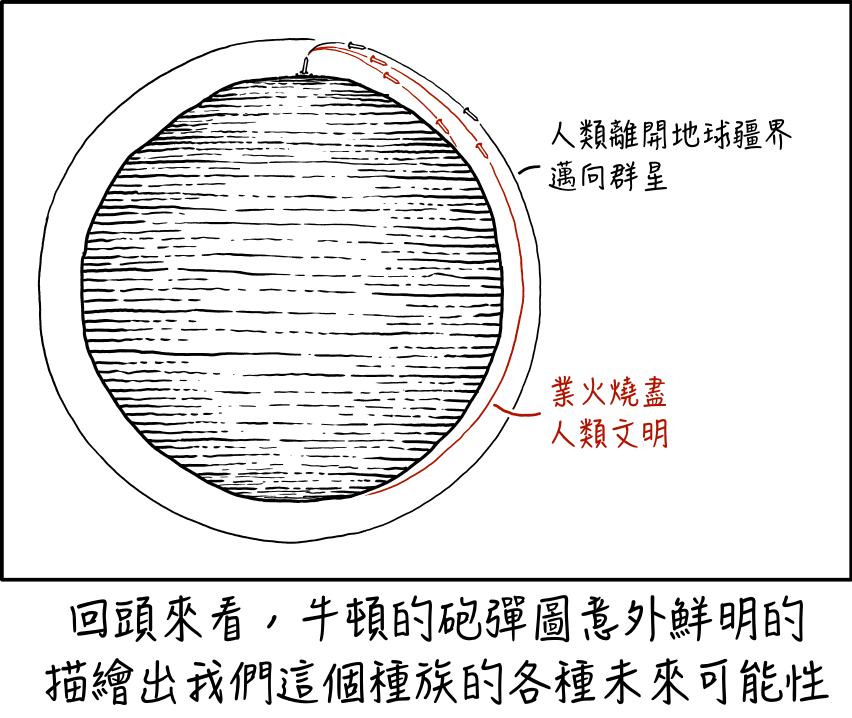 人類離開地球疆界
邁向群星
業火燒盡
人類文明
回頭來看，牛頓的砲彈圖意外鮮明的
描繪出我們這個種族的各種未來可能性